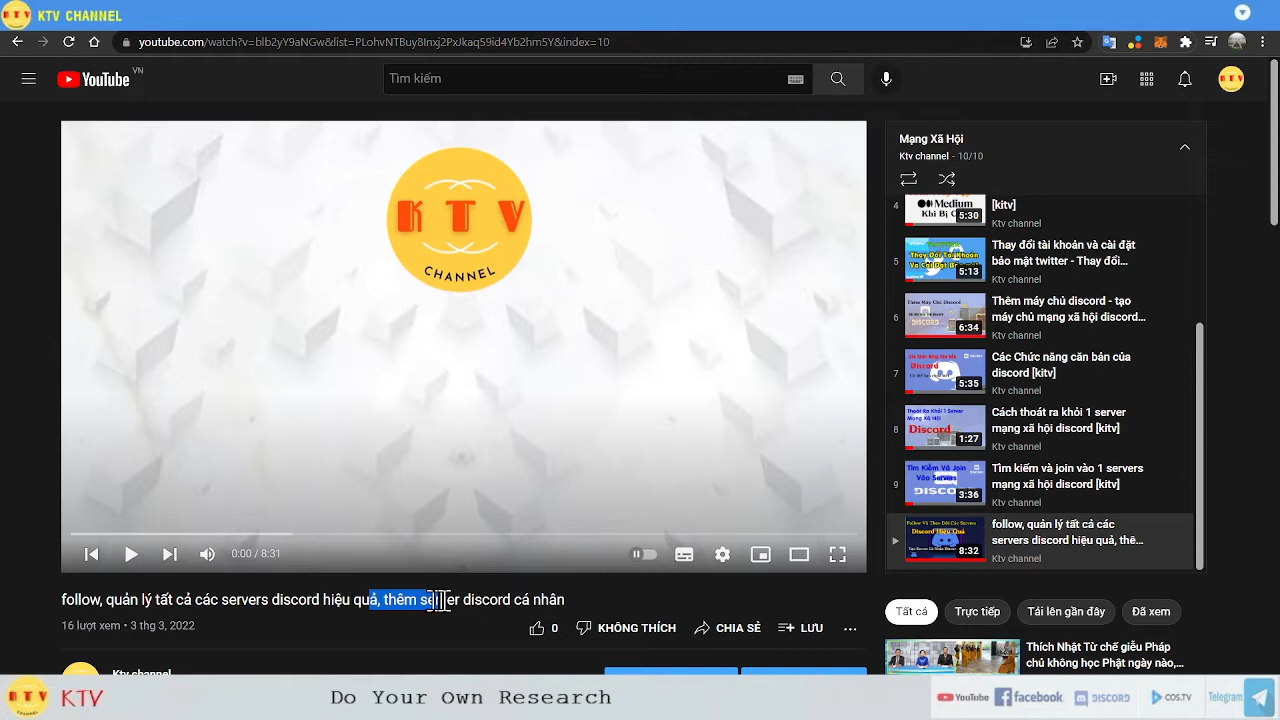 KTV CHANNEL
youtube.com/watch?v=blb2yY9aNGw&list=PLohvNTBuy8Inxj2PxJkaq59id4Yb2hm5Y&index=10
YouTube VN
Tìm kiếm
KTV
K T V
CHANNEL
0:00 / 8:31
follow, quản lý tất cả các servers discord hiệu quả, thêm server discord cá nhân
16 lượt xem • 3 thg 3, 2022
0
KHÔNG THÍCH
CHIA SẺ
LƯU
Ktv channel
Mạng Xã Hội
Ktv channel - 10/10
4
Medium
Khi Bị
5:30
[kitv]
Ktv channel
5
Thay Đổi Tài Khoản
Và Cài Đặt
5:13
Thay đổi tài khoản và cài đặt
bảo mật twitter - Thay đổi...
Ktv channel
6
Thêm Máy Chủ Discord
DISCORD
6:34
Thêm máy chủ discord - tạo
máy chủ mạng xã hội discord...
Ktv channel
7
Discord
5:35
Các Chức năng căn bản của
discord [kitv]
Ktv channel
8
Thoát Ra Khỏi 1 Server
Mạng Xã Hội
Discord
1:27
Cách thoát ra khỏi 1 server
mạng xã hội discord [kitv]
Ktv channel
9
Tìm Kiếm Và Join
Vào Servers
DISCO
3:36
Tìm kiếm và join vào 1 servers
mạng xã hội discord [kitv]
Ktv channel
Follow Và Theo Dõi Các Servers
Discord Hiệu Quả
Tạo Server Cá Nhân Discord
8:32
follow, quản lý tất cả các
servers discord hiệu quả, thê...
Ktv channel
Tất cả
Trực tiếp
Tải lên gần đây
Đã xem
Thích Nhật Từ chế giễu Pháp
chủ không học Phật ngày nào,...
KTV
KTV
Do Your Own Research
YouTube
facebook
DISCORD
COS.TV
Telegram